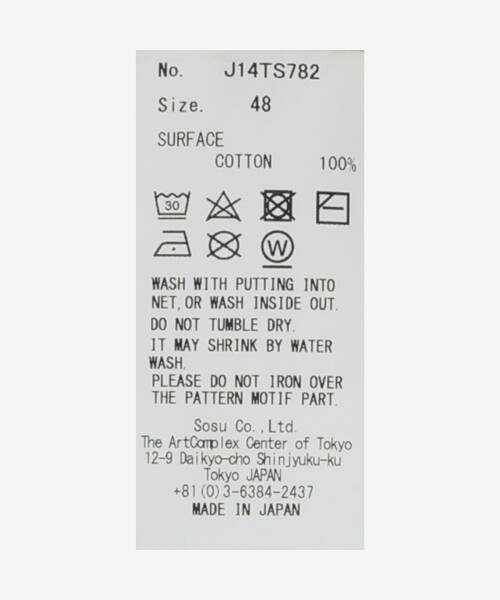 No. J14TS782
Size. 48
SURFACE
COTTON 100%
30
W
WASH WITH PUTTING INTO
NET, OR WASH INSIDE OUT.
DO NOT TUMBLE DRY.
IT MAY SHRINK BY WATER
WASH.
PLEASE DO NOT IRON OVER
THE PATTERN MOTIF PART.
Sosu Co.,Ltd.
The ArtComplex Center of Tokyo
12-9 Daikyo-cho Shinjyuku-ku
Tokyo JAPAN
+81(0)3-6384-2437
MADE IN JAPAN